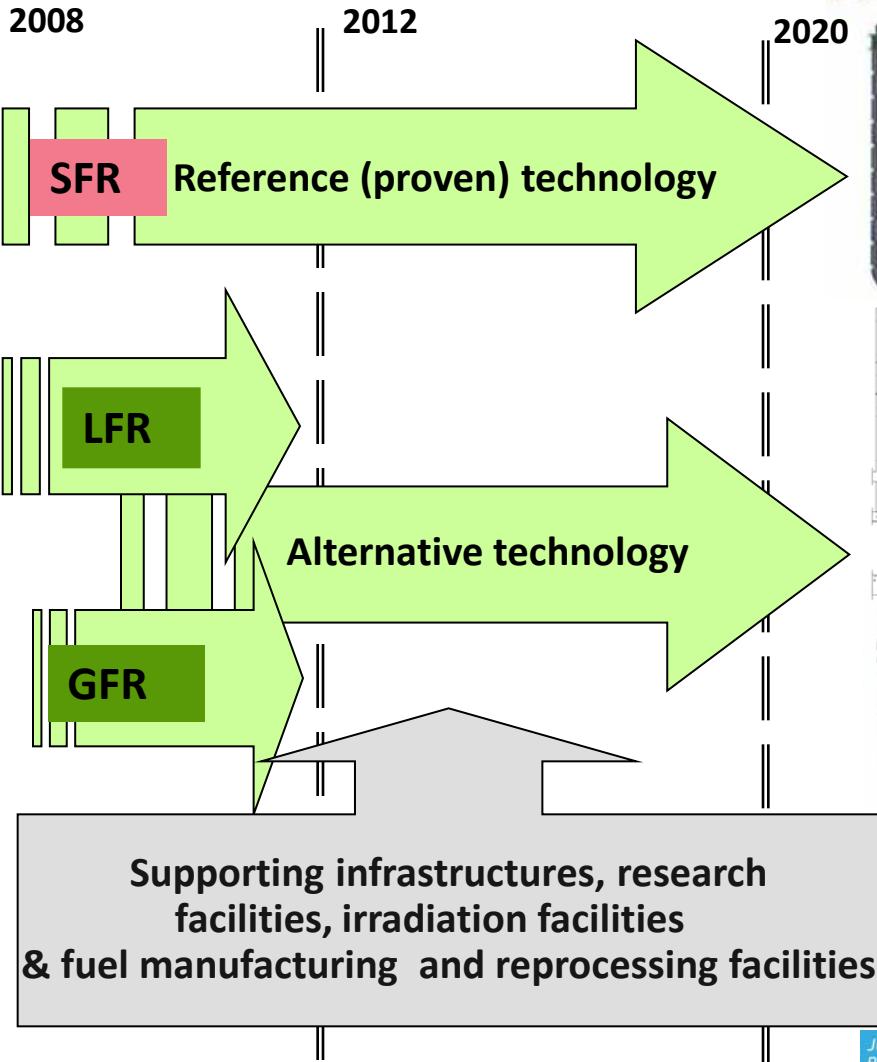 2008
2012
2020
SFR
Reference (proven) technology
LFR
Alternative technology
GFR
Supporting infrastructures, research
facilities, irradiation facilities
& fuel manufacturing and reprocessing facilities